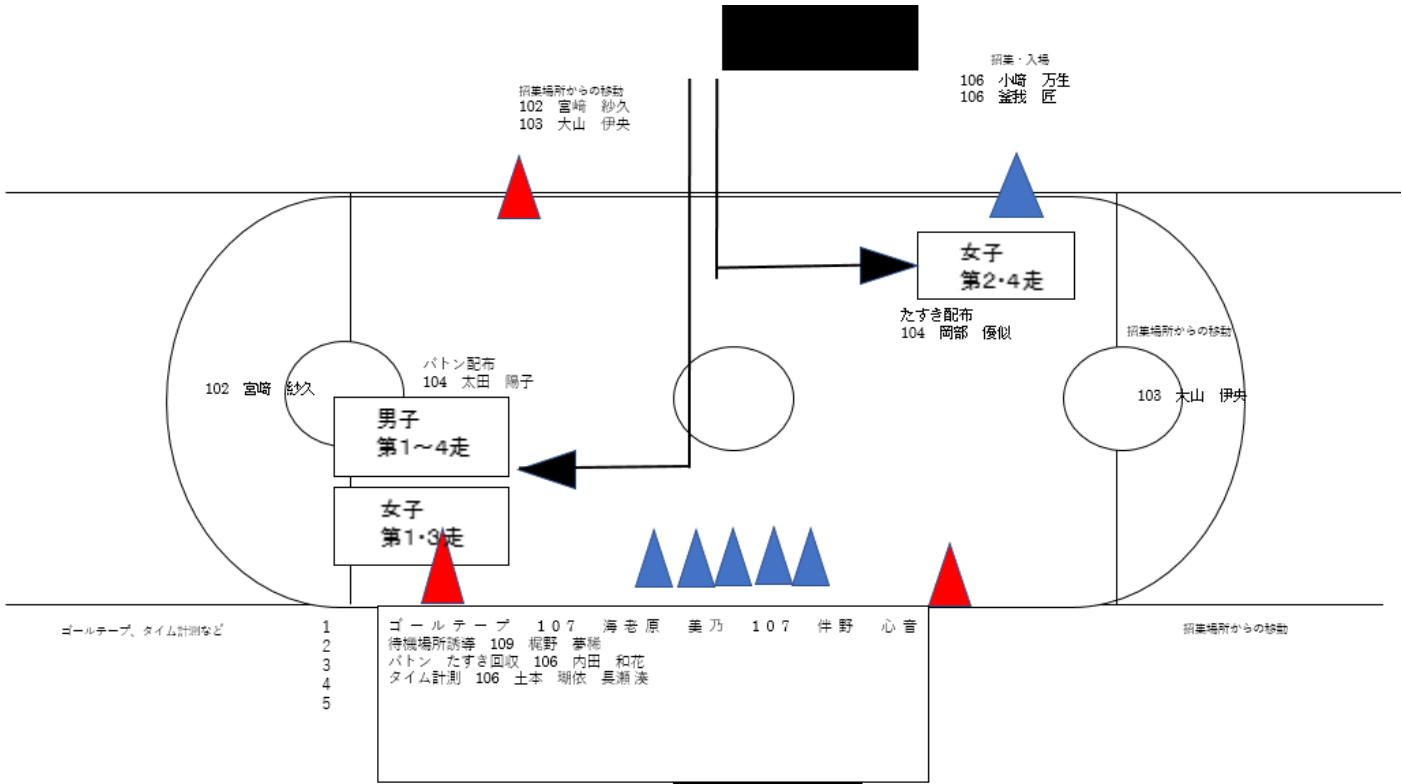 招集・入場
106 小﨑 万生
106 釜我 匠
招集場所からの移動
102 宮﨑 紗久
103 大山 伊央
女子
第2・4走
たすき配布
104 岡部 優似
招集場所からの移動
バトン配布
104 太田 陽子
102 宮﨑 紗久
103 大山 伊央
男子
第1~4走
女子
第1・3走
ゴールテープ、タイム計測など
1
2
3
4
5
ゴールテープ 107 海老原 美乃 107 伴野 心音
待機場所誘導 109 梶野 夢稀
バトン たすき回収 106 内田 和花
タイム計測 106 土本 瑚依 長瀬 湊
招集場所からの移動